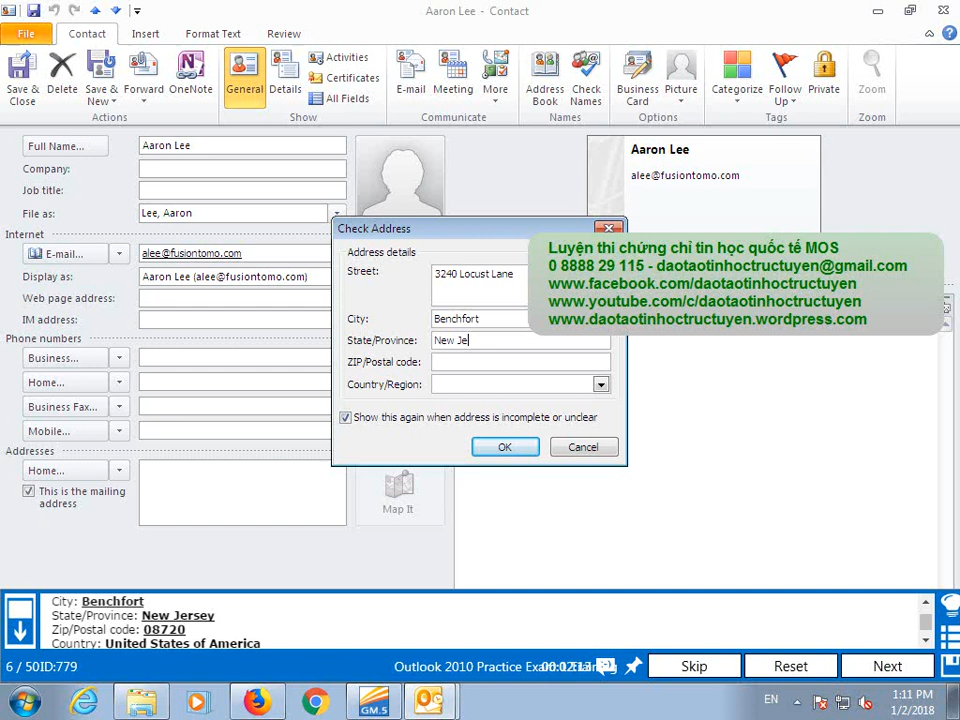 Aaron Lee - Contact
File
Contact
Insert
Format Text
Review
Save & Close
Delete
Save & New
Forward
OneNote
General
Details
Activities
Certificates
All Fields
E-mail
Meeting
More
Address Book
Check Names
Business Card
Picture
Categorize
Follow Up
Private
Zoom
Actions
Show
Communicate
Names
Options
Tags
Zoom
Full Name...
Aaron Lee
Company:
Job title:
File as:
Lee, Aaron
Internet
E-mail...
alee@fusiontomo.com
Display as:
Aaron Lee (alee@fusiontomo.com)
Web page address:
IM address:
Phone numbers
Business...
Home...
Business Fax...
Mobile...
Addresses
Home...
This is the mailing
address
Map It
Aaron Lee
alee@fusiontomo.com
Check Address
Address details
Street:
3240 Locust Lane
City:
Benchfort
State/Province:
New Je
ZIP/Postal code:
Country/Region:
Show this again when address is incomplete or unclear
OK
Cancel
Luyện thi chứng chỉ tin học quốc tế MOS
0 8888 29 115 - daotaotinhoctructuyen@gmail.com
www.facebook.com/daotaotinhoctructuyen
www.youtube.com/c/daotaotinhoctructuyen
www.daotaotinhoctructuyen.wordpress.com
City: Benchfort
State/Province: New Jersey
Zip/Postal code: 08720
Country: United States of America
6 / 50ID:779
Outlook 2010 Practice Exam
Skip
Reset
Next
GM.5
EN
1:11 PM
1/2/2018